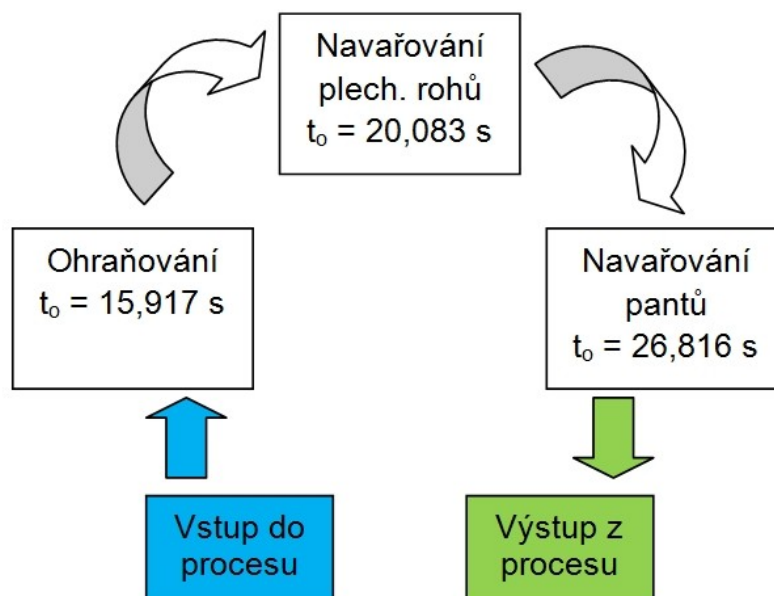 Navařování
plech. rohů
tₒ = 20,083 s
Ohraňování
tₒ = 15,917 s
Navařování
pantů
tₒ = 26,816 s
Vstup do
procesu
Výstup z
procesu